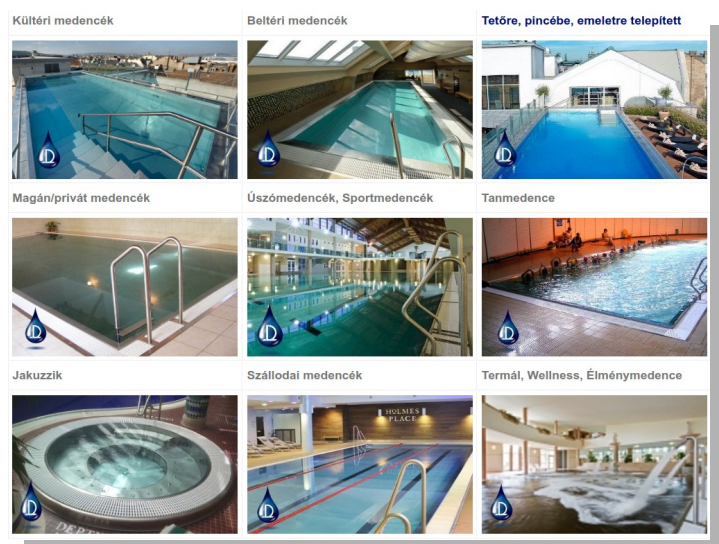 Kültéri medencék
Beltéri medencék
Tetőre, pincébe, emeletre telepített
Magán/privát medencék
Úszómedencék, Sportmedencék
Tanmedence
Jakuzzik
Szállodai medencék
Termál, Wellness, Élménymedence
HOLMES
PLACE